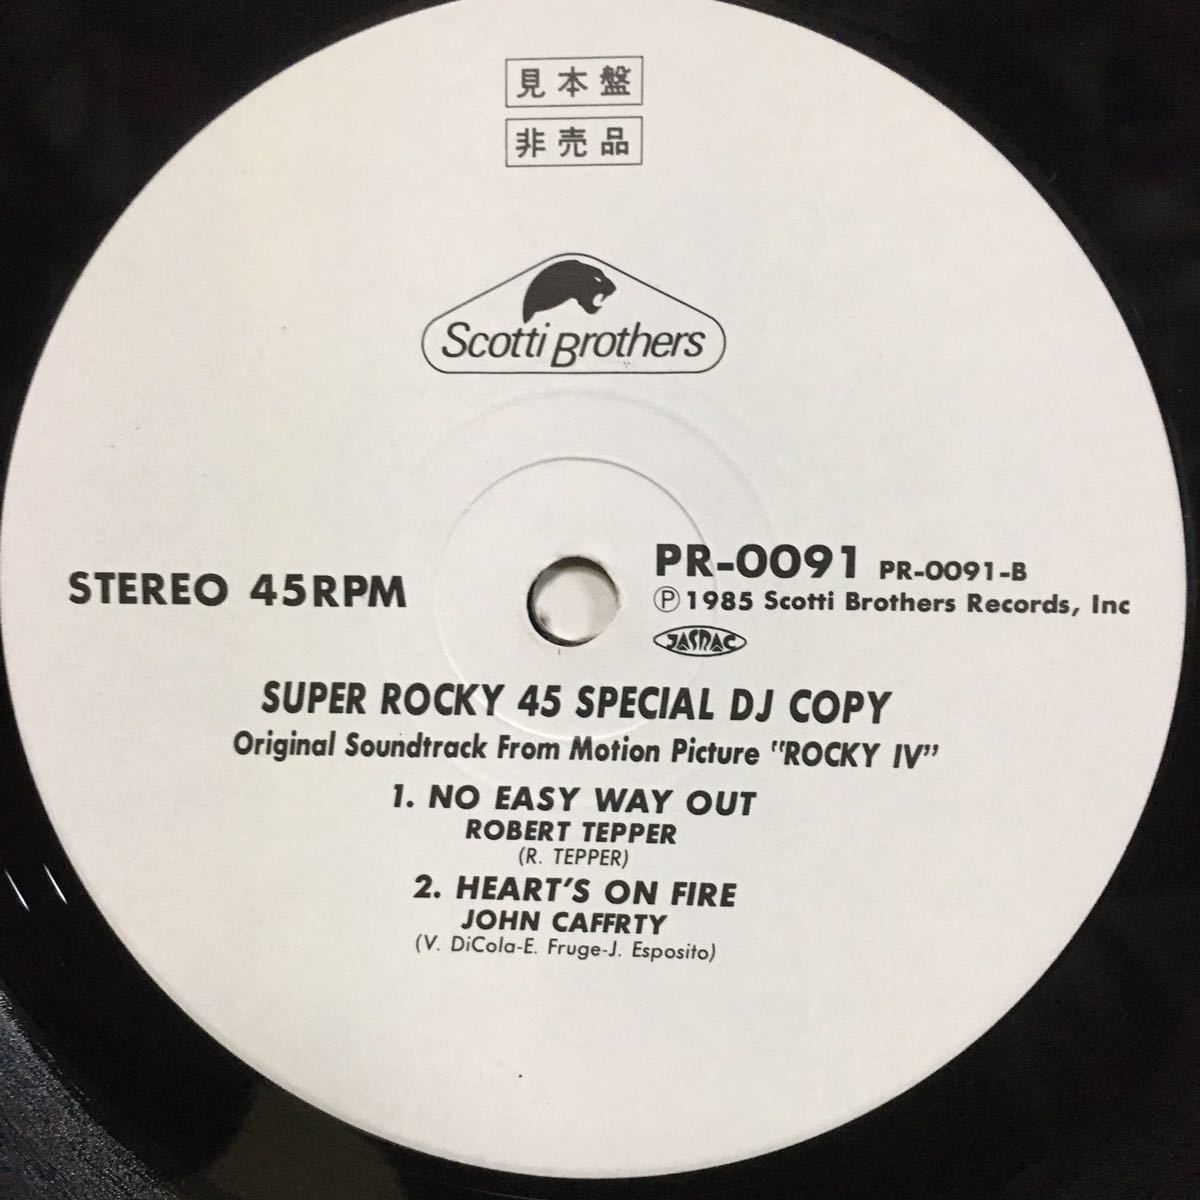 見本盤
非売品
Scotti Brothers
STEREO 45RPM
PR-0091 PR-0091-B
Ⓟ1985 Scotti Brothers Records, Inc
JASRAC
SUPER ROCKY 45 SPECIAL DJ COPY
Original Soundtrack From Motion Picture "ROCKY IV"
1. NO EASY WAY OUT
ROBERT TEPPER
(R. TEPPER)
2. HEART'S ON FIRE
JOHN CAFFRTY
(V. DiCola-E. Fruge-J. Esposito)